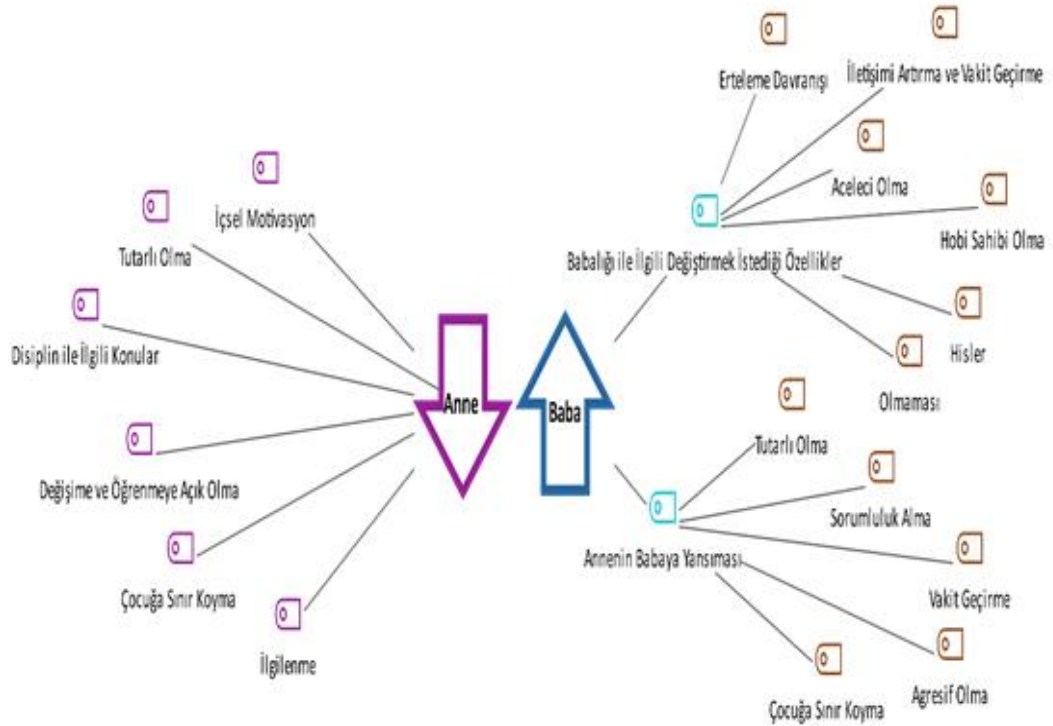 Erteleme Davranışı
İletişimi Artırma ve Vakit Geçirme
Aceleci Olma
Hobi Sahibi Olma
Babalığı ile İlgili Değiştirmek İstediği Özellikler
Hisler
Olmaması
İçsel Motivasyon
Tutarlı Olma
Disiplin ile İlgili Konular
Değişime ve Öğrenmeye Açık Olma
Çocuğa Sınır Koyma
İlgilenme
Anne
Baba
Tutarlı Olma
Sorumluluk Alma
Annenin Babaya Yansıması
Vakit Geçirme
Agresif Olma
Çocuğa Sınır Koyma